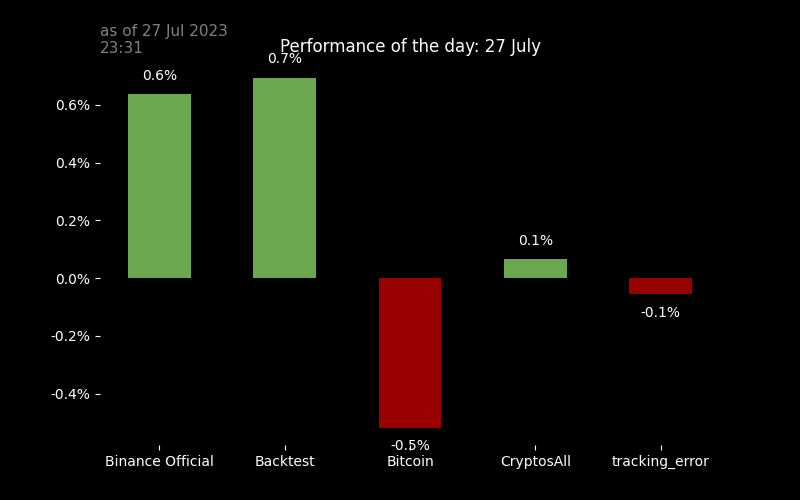 as of 27 Jul 2023
23:31
Performance of the day: 27 July
0.6%
0.7%
0.1%
-0.1%
-0.5%
0.6%
0.4%
0.2%
0.0%
-0.2%
-0.4%
Binance Official
Backtest
Bitcoin
CryptosAll
tracking_error